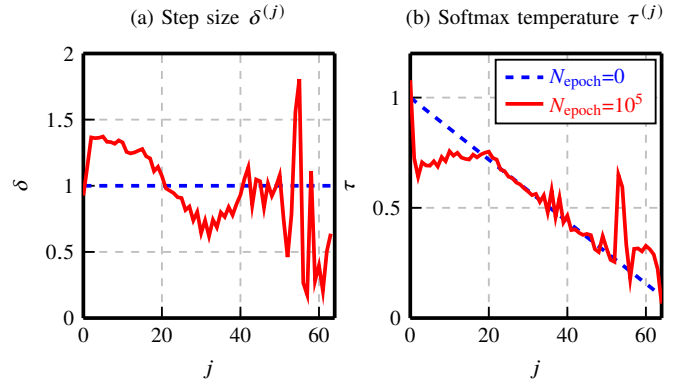 (a) Step size δ^(j)
(b) Softmax temperature τ^(j)
2
1.5
1
0.5
0
δ
0
20
40
60
j
1
0.5
0
τ
0
20
40
60
j
N_epoch=0
N_epoch=10^5